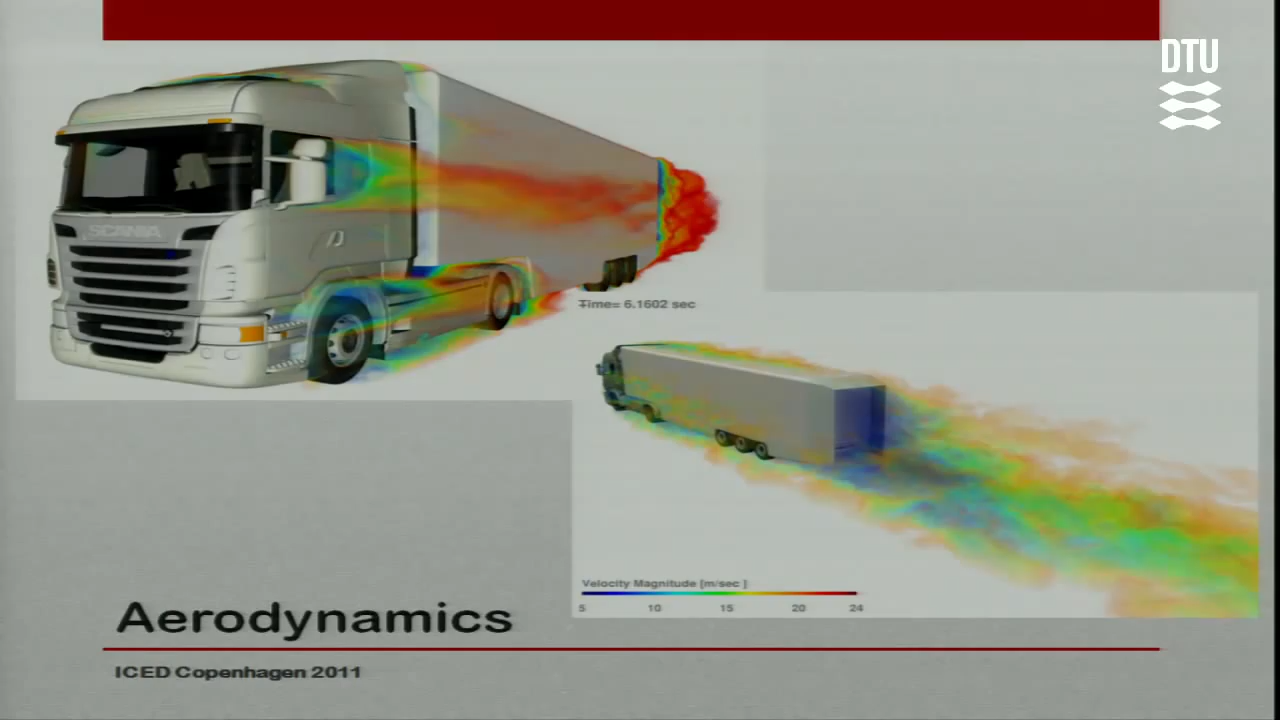 DTU
SCANIA
Time= 6.1602 sec
Velocity Magnitude [m/sec ]
5 10 15 20 24
Aerodynamics
ICED Copenhagen 2011